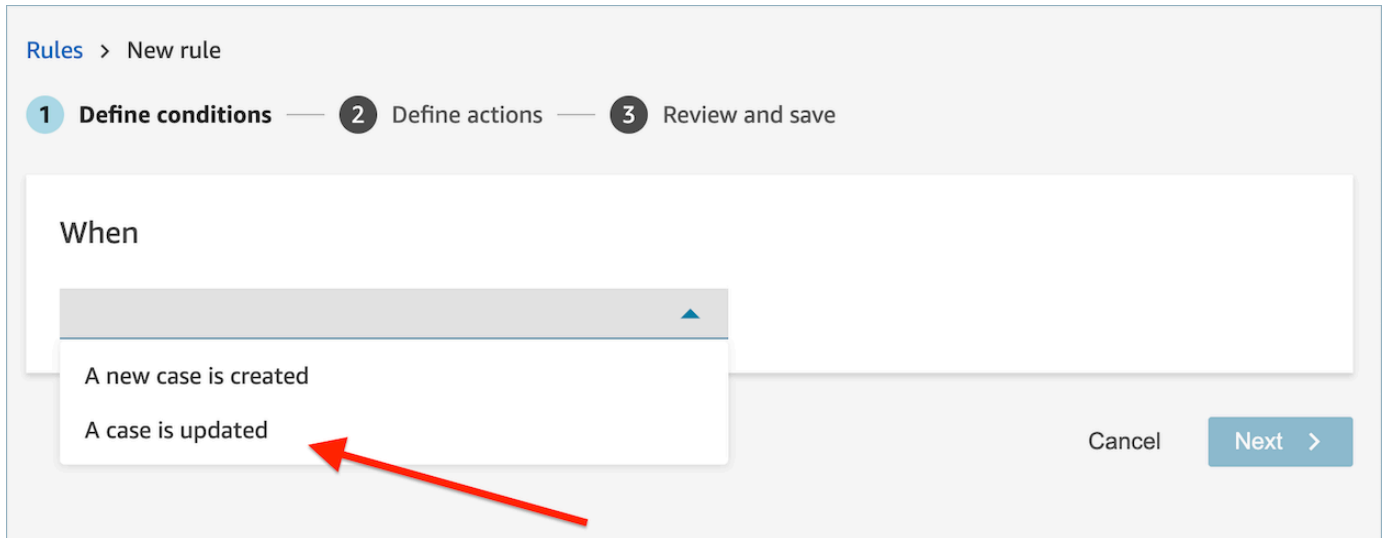 Rules > New rule
1 Define conditions 2 Define actions 3 Review and save
When
A new case is created
A case is updated
Cancel Next >